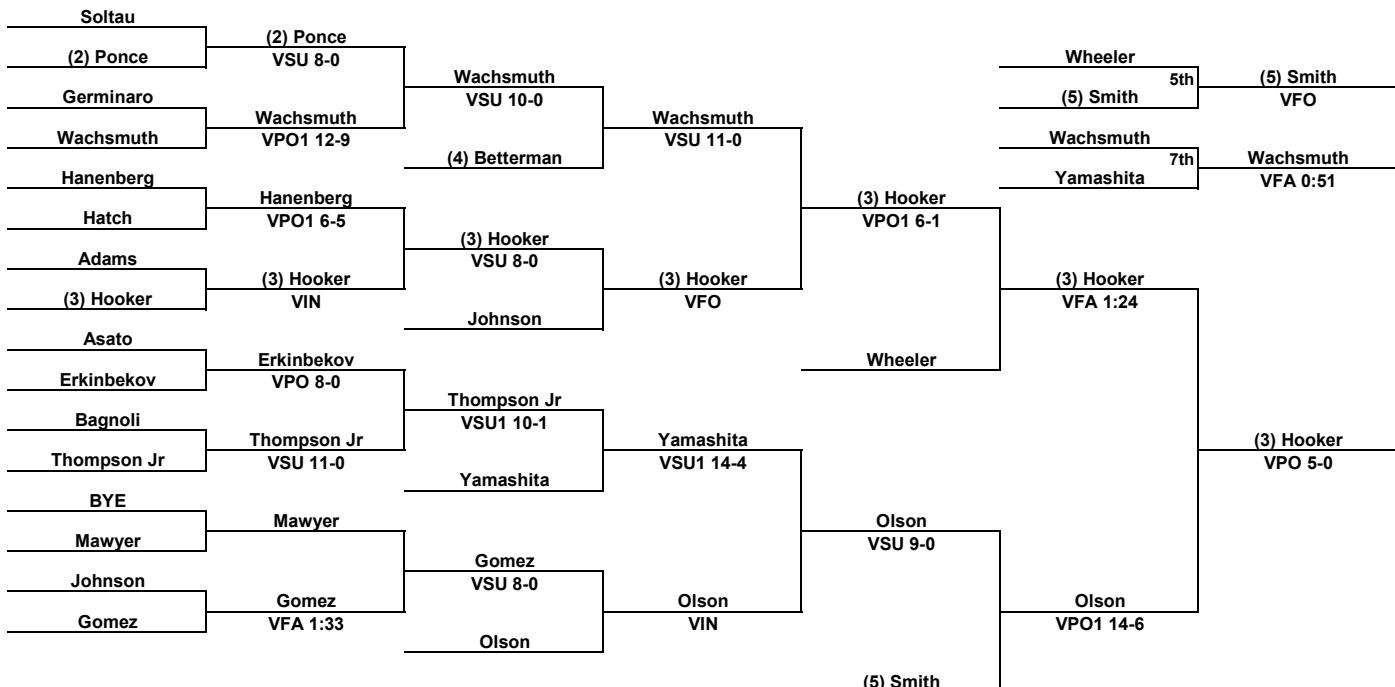 Soltau
(2) Ponce
Germinaro
Wachsmuth
Hanenberg
Hatch
Adams
(3) Hooker
Asato
Erkinbekov
Bagnoli
Thompson Jr
BYE
Mawyer
Johnson
Gomez
(2) Ponce
VSU 8-0
Wachsmuth
VPO1 12-9
Hanenberg
VPO1 6-5
(3) Hooker
VIN
Erkinbekov
VPO 8-0
Thompson Jr
VSU 11-0
Mawyer
Gomez
VFA 1:33
Wachsmuth
VSU 10-0
(4) Betterman
(3) Hooker
VSU 8-0
Johnson
Thompson Jr
VSU1 10-1
Yamashita
Gomez
VSU 8-0
Olson
Wachsmuth
VSU 11-0
(3) Hooker
VFO
Yamashita
VSU1 14-4
Olson
VIN
(3) Hooker
VPO1 6-1
Wheeler
Olson
VSU 9-0
(5) Smith
(3) Hooker
VFA 1:24
Olson
VPO1 14-6
(3) Hooker
VPO 5-0
Wheeler
5th
(5) Smith
(5) Smith
VFO
Wachsmuth
7th
Yamashita
Wachsmuth
VFA 0:51